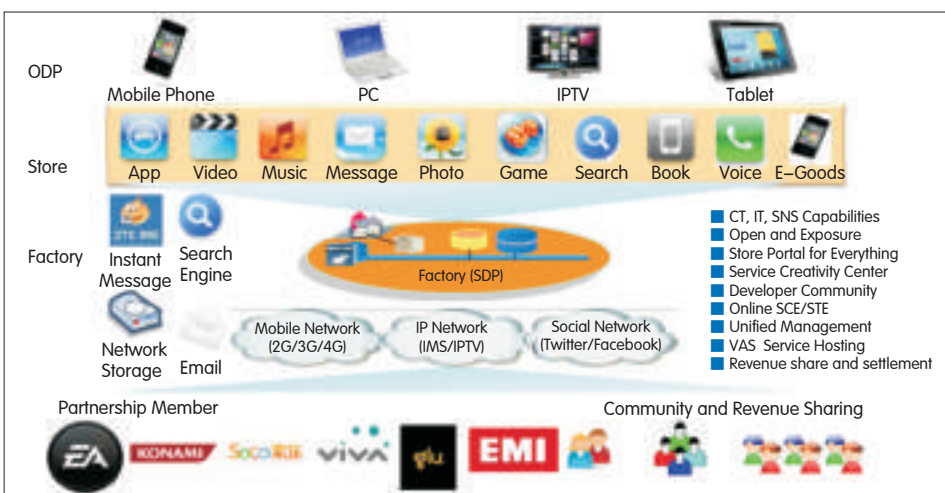 ODP
Mobile Phone
PC
IPTV
Tablet
Store
App
Video
Music
Message
Photo
Game
Search
Book
Voice
E-Goods
Factory
Instant
Message
Search
Engine
Network
Storage
Email
Factory (SDP)
Mobile Network
(2G/3G/4G)
IP Network
(IMS/IPTV)
Social Network
(Twitter/Facebook)
CT, IT, SNS Capabilities
Open and Exposure
Store Portal for Everything
Service Creativity Center
Developer Community
Online SCE/STE
Unified Management
VAS Service Hosting
Revenue share and settlement
Partnership Member
Community and Revenue Sharing
EA
KONAMI
viva
glu
EMI